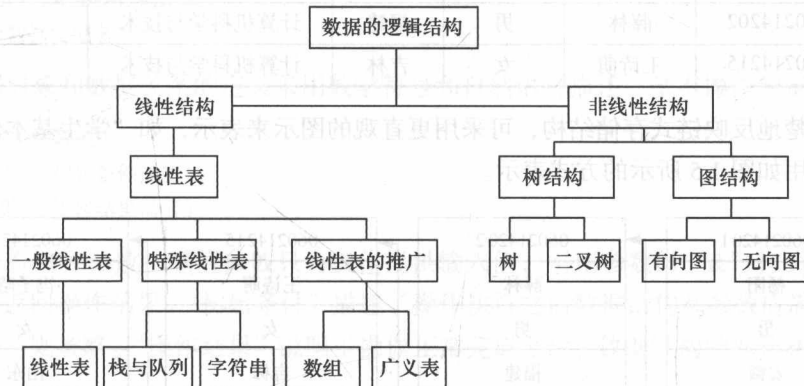 数据的逻辑结构
线性结构
非线性结构
线性表
树结构
图结构
一般线性表
特殊线性表
线性表的推广
树
二叉树
有向图
无向图
线性表
栈与队列
字符串
数组
广义表